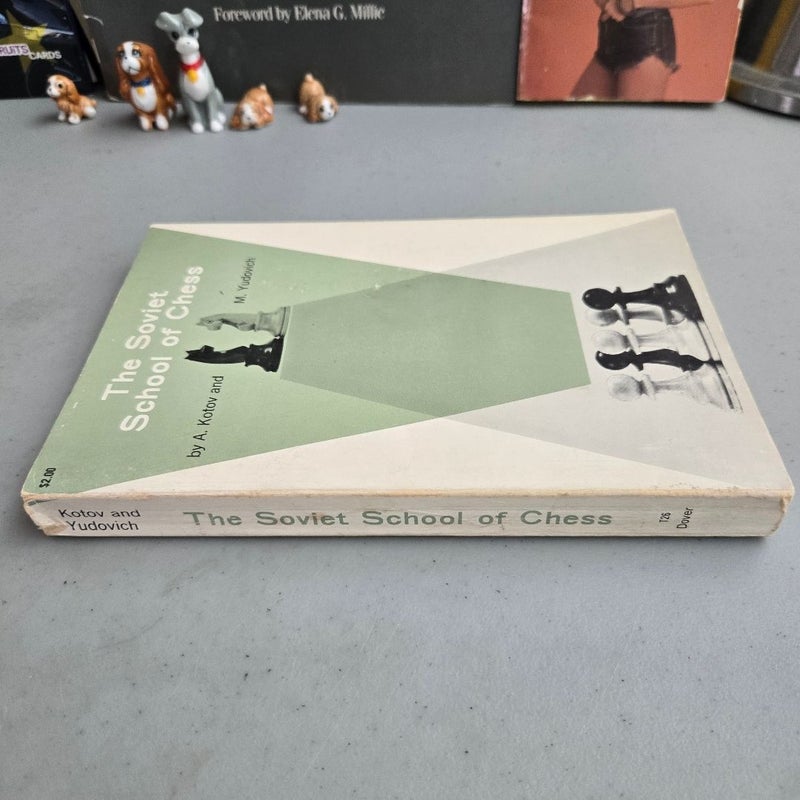 Foreword by Elena G. Millie
RUITS
CARDS
The Soviet
School of Chess
by A. Kotov and
M. Yudovich
$2.00
Kotov and
Yudovich
The Soviet School of Chess
T26
Dover